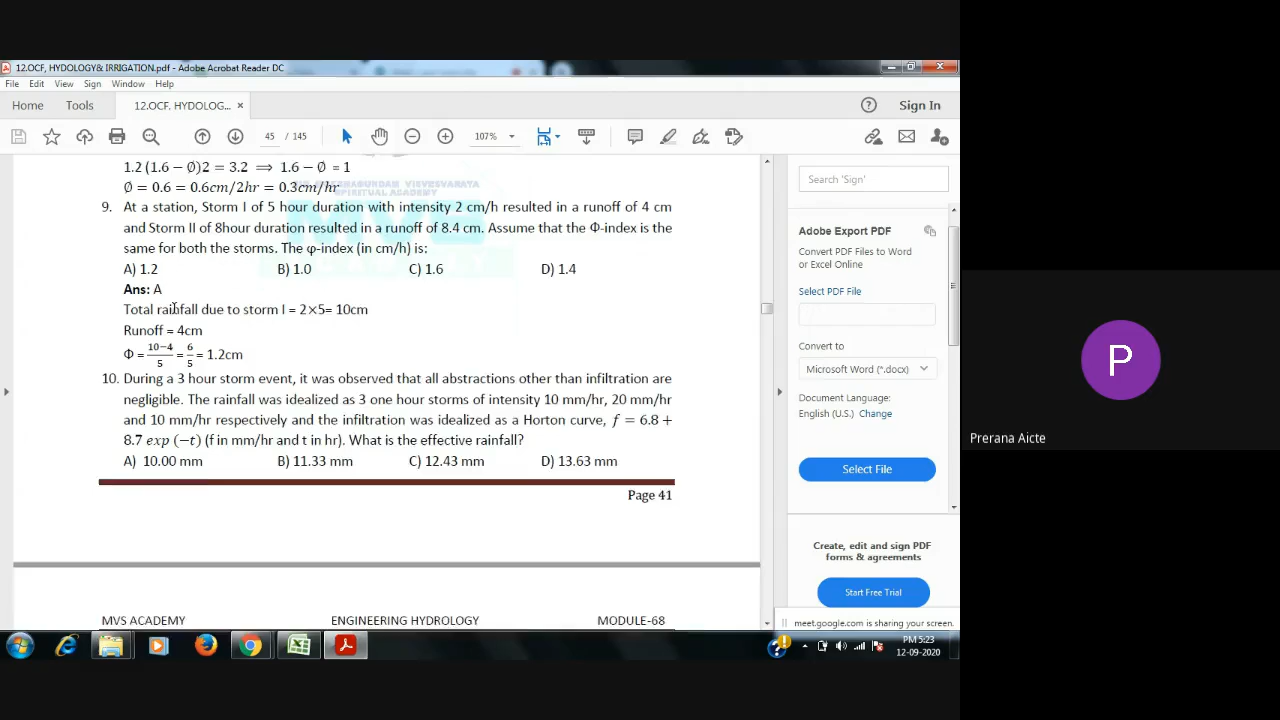 12.OCF, HYDOLOGY& IRRIGATION.pdf - Adobe Acrobat Reader DC
File Edit View Sign Window Help
Home Tools 12.OCF, HYDOLOG... × Sign In
45 / 145 107%
1.2 (1.6 − ∅)2 = 3.2 ⟹ 1.6 − ∅ = 1
∅ = 0.6 = 0.6cm/2hr = 0.3cm/hr
9. At a station, Storm I of 5 hour duration with intensity 2 cm/h resulted in a runoff of 4 cm
and Storm II of 8hour duration resulted in a runoff of 8.4 cm. Assume that the Φ-index is the
same for both the storms. The φ-index (in cm/h) is:
A) 1.2 B) 1.0 C) 1.6 D) 1.4
Ans: A
Total rainfall due to storm I = 2×5= 10cm
Runoff = 4cm
Φ = 10−4/5 = 6/5 = 1.2cm
10. During a 3 hour storm event, it was observed that all abstractions other than infiltration are
negligible. The rainfall was idealized as 3 one hour storms of intensity 10 mm/hr, 20 mm/hr
and 10 mm/hr respectively and the infiltration was idealized as a Horton curve, f = 6.8 +
8.7 exp (−t) (f in mm/hr and t in hr). What is the effective rainfall?
A) 10.00 mm B) 11.33 mm C) 12.43 mm D) 13.63 mm
Page 41
MVS ACADEMY ENGINEERING HYDROLOGY MODULE-68
Search 'Sign'
Adobe Export PDF
Convert PDF Files to Word
or Excel Online
Select PDF File
Convert to
Microsoft Word (*.docx)
Document Language:
English (U.S.) Change
Select File
Create, edit and sign PDF
forms & agreements
Start Free Trial
meet.google.com is sharing your screen.
PM 5:23
12-09-2020
P
Prerana Aicte